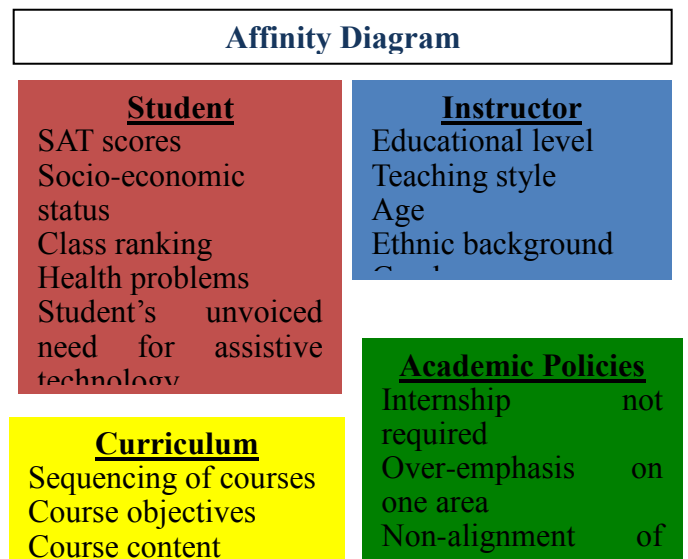 Affinity Diagram
Student
SAT scores
Socio-economic
status
Class ranking
Health problems
Student's unvoiced
need for assistive
technology
Instructor
Educational level
Teaching style
Age
Ethnic background
Curriculum
Sequencing of courses
Course objectives
Course content
Academic Policies
Internship not
required
Over-emphasis on
one area
Non-alignment of